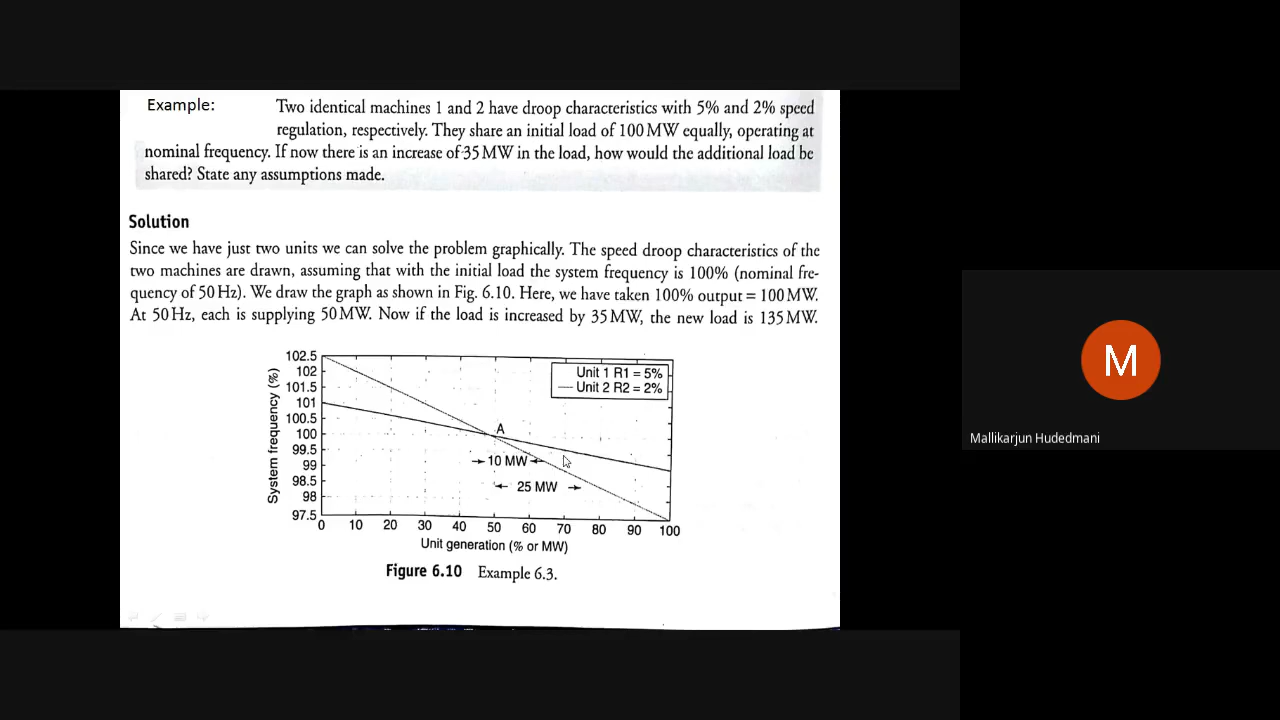 Example: Two identical machines 1 and 2 have droop characteristics with 5% and 2% speed
regulation, respectively. They share an initial load of 100 MW equally, operating at
nominal frequency. If now there is an increase of 35 MW in the load, how would the additional load be
shared? State any assumptions made.
Solution
Since we have just two units we can solve the problem graphically. The speed droop characteristics of the
two machines are drawn, assuming that with the initial load the system frequency is 100% (nominal fre-
quency of 50 Hz). We draw the graph as shown in Fig. 6.10. Here, we have taken 100% output = 100 MW.
At 50 Hz, each is supplying 50 MW. Now if the load is increased by 35 MW, the new load is 135 MW.
System frequency (%)
102.5
102
101.5
101
100.5
100
99.5
99
98.5
98
97.5
Unit 1 R1 = 5%
Unit 2 R2 = 2%
A
10 MW
25 MW
0 10 20 30 40 50 60 70 80 90 100
Unit generation (% or MW)
Figure 6.10 Example 6.3.
M
Mallikarjun Hudedmani